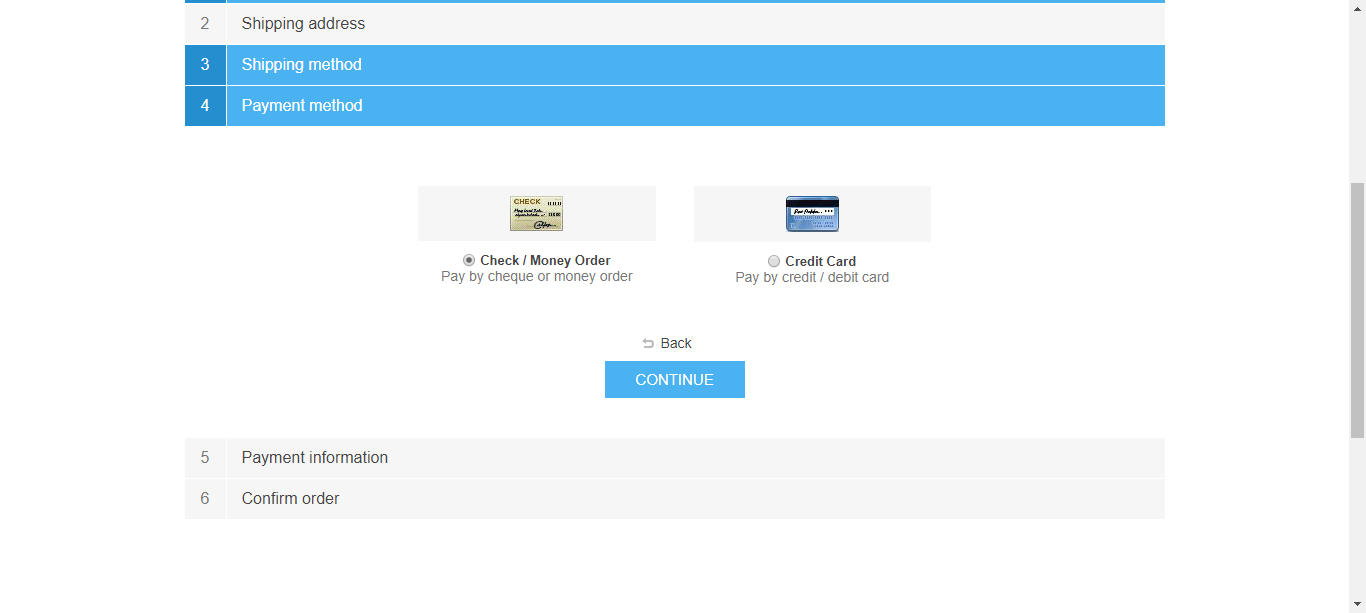 2 Shipping address
3 Shipping method
4 Payment method
CHECK
Check / Money Order
Pay by cheque or money order
Credit Card
Pay by credit / debit card
Back
CONTINUE
5 Payment information
6 Confirm order